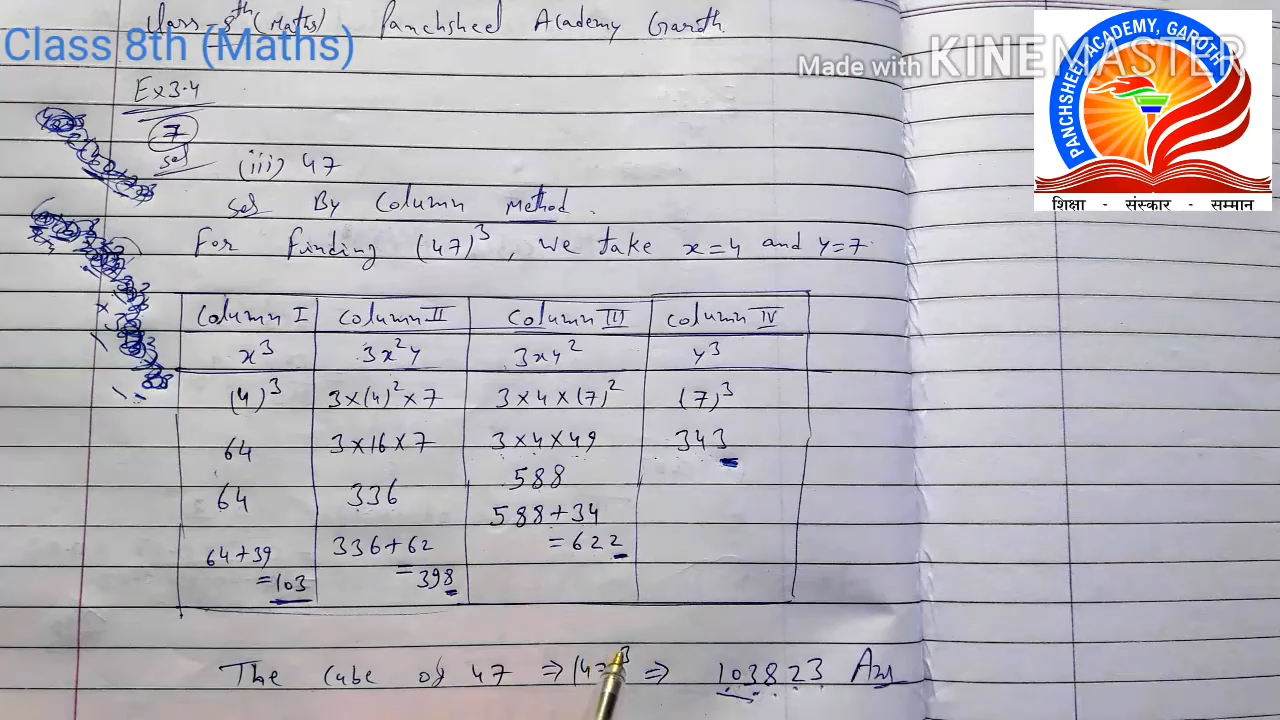 Class - 8th (Maths) Panchsheel Academy Garoth
Class 8th (Maths)
Made with KINEMASTER
PANCHSHEEL ACADEMY, GAROTH
शिक्षा - संस्कार - सम्मान
Ex 3.4
7
Sol
(iii) 47
Sol By Column Method.
For Finding (47)³, we take x=4 and y=7.
Column I Column II Column III Column IV
x³ 3x²y 3xy² y³
(4)³ 3×(4)²×7 3×4×(7)² (7)³
64 3×16×7 3×4×49 343
64 336 588
588+34
64+39 336+62 =622
=103 =398
The Cube of 47 ⇒ (47)³ ⇒ 103823 Ans